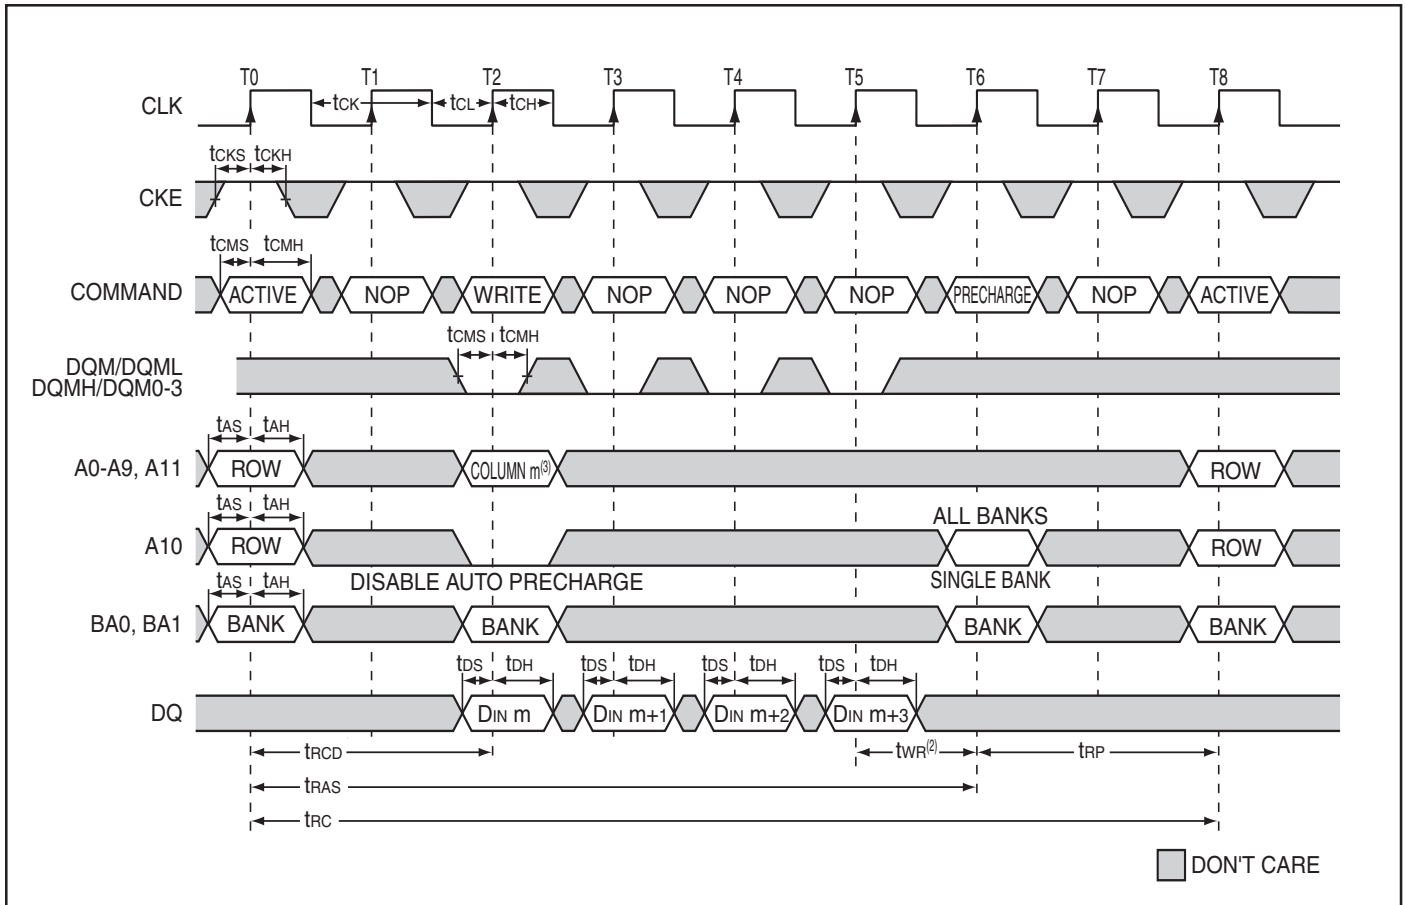 T0 T1 T2 T3 T4 T5 T6 T7 T8
CLK tCK tCL tCH
tCKS tCKH
CKE
tCMS tCMH
COMMAND ACTIVE NOP WRITE NOP NOP NOP PRECHARGE NOP ACTIVE
tCMS tCMH
DQM/DQML
DQMH/DQM0-3
tAS tAH
A0-A9, A11 ROW COLUMN m(3) ROW
tAS tAH ALL BANKS
A10 ROW ROW
tAS tAH DISABLE AUTO PRECHARGE SINGLE BANK
BA0, BA1 BANK BANK BANK BANK
tDS tDH tDS tDH tDS tDH tDS tDH
DQ DIN m DIN m+1 DIN m+2 DIN m+3
tRCD tWR(2) tRP
tRAS
tRC
DON'T CARE